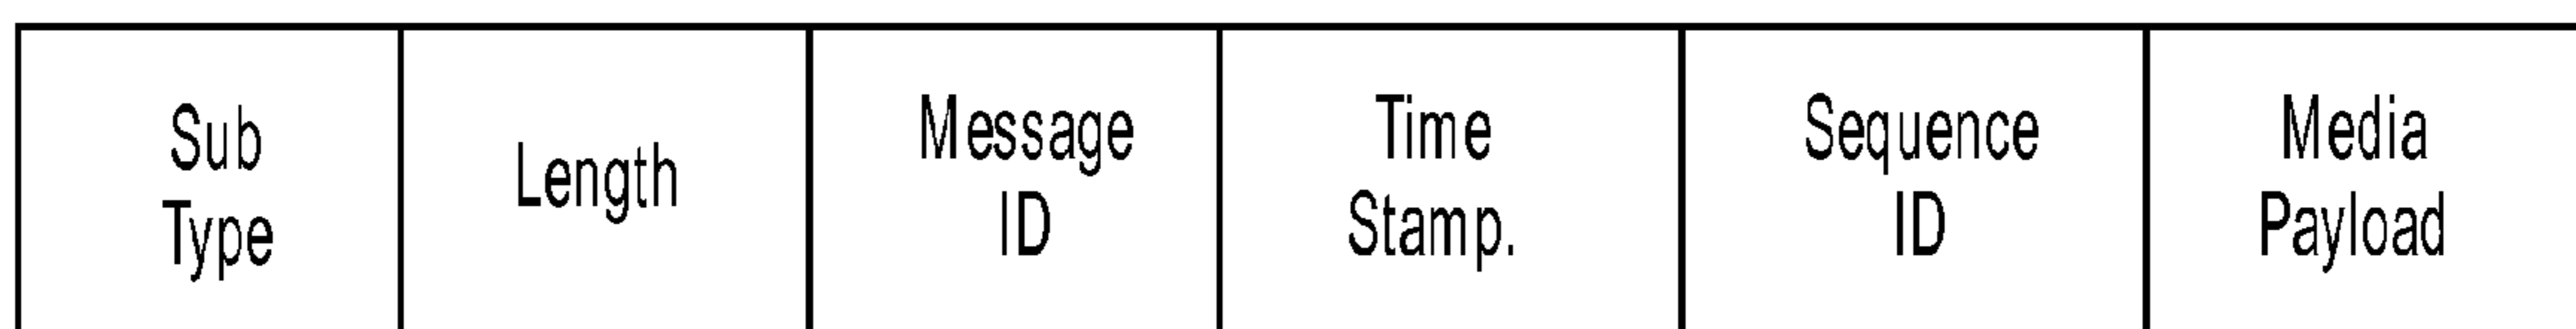 Sub
Type
Length
Message
ID
Time
Stamp.
Sequence
ID
Media
Payload